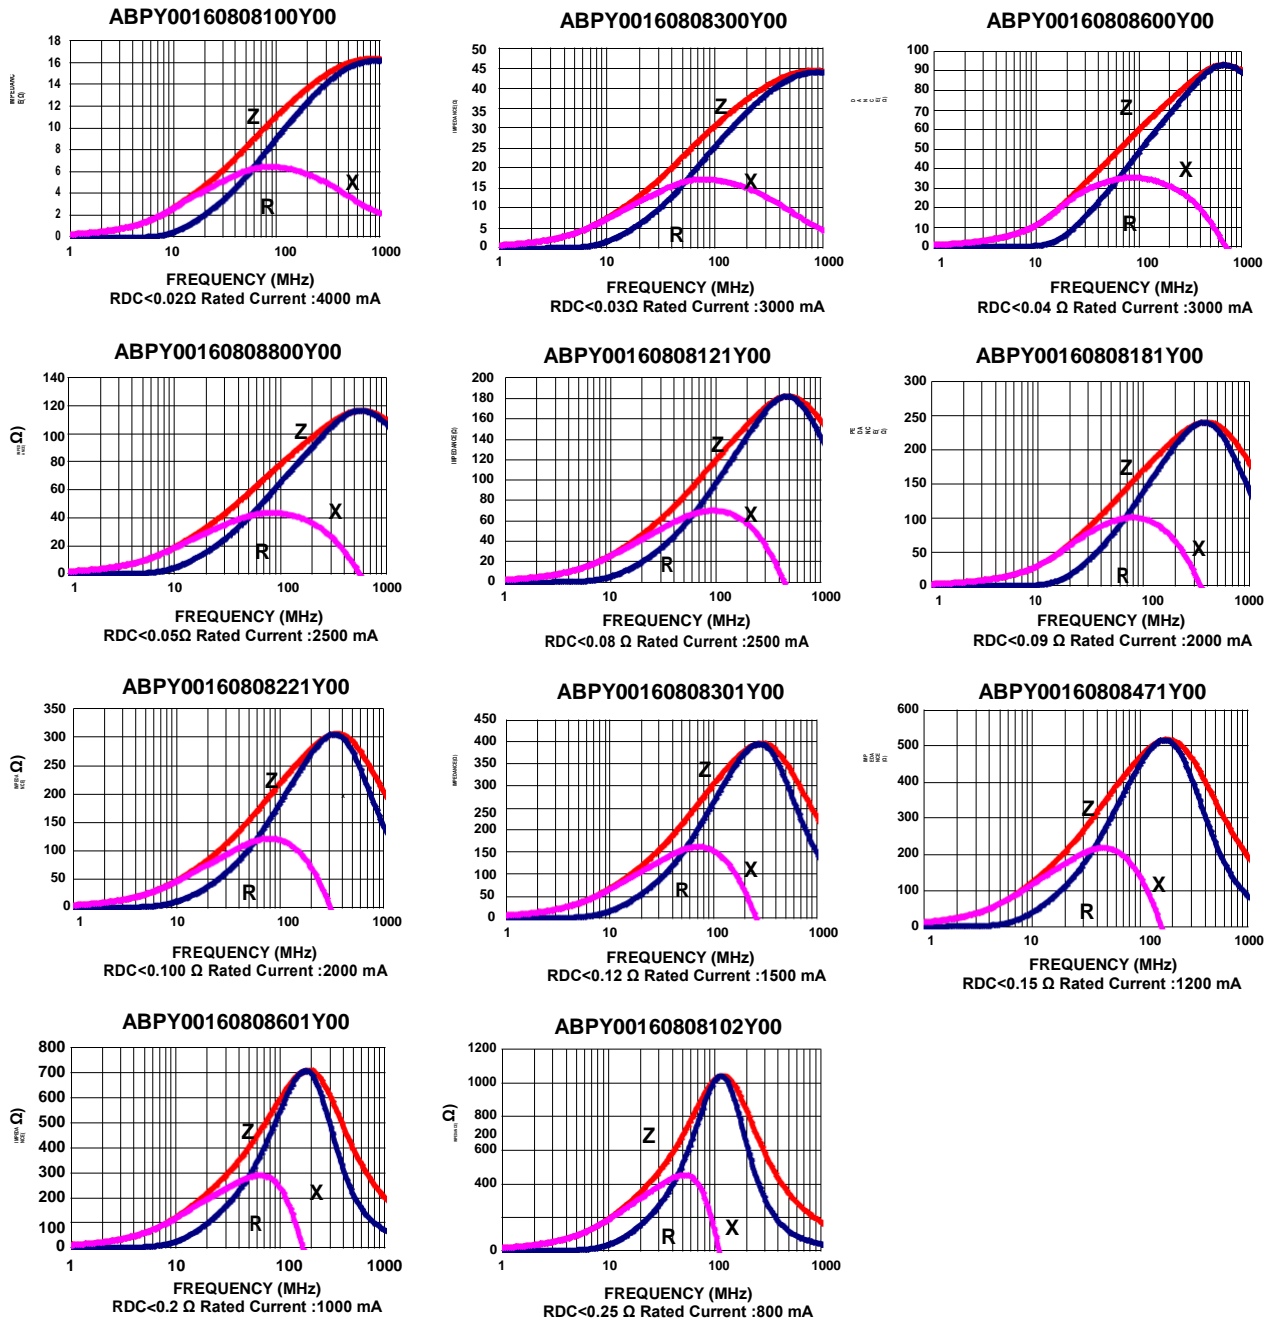 ABPY00160808100Y00
18
16
14
12
10
8
6
4
2
0
Z
X
R
1 10 100 1000
FREQUENCY (MHz)
RDC<0.02Ω Rated Current :4000 mA
ABPY00160808300Y00
IMPEDANCE(Ω)
50
45
40
35
30
25
20
15
10
5
0
Z
X
R
1 10 100 1000
FREQUENCY (MHz)
RDC<0.03Ω Rated Current :3000 mA
ABPY00160808600Y00
100
90
80
70
60
50
40
30
20
10
0
Z
X
R
1 10 100 1000
FREQUENCY (MHz)
RDC<0.04 Ω Rated Current :3000 mA
ABPY00160808800Y00
Ω)
140
120
100
80
60
40
20
0
Z
X
R
1 10 100 1000
FREQUENCY (MHz)
RDC<0.05Ω Rated Current :2500 mA
ABPY00160808121Y00
IMPEDANCE(Ω)
200
180
160
140
120
100
80
60
40
20
0
Z
X
R
1 10 100 1000
FREQUENCY (MHz)
RDC<0.08 Ω Rated Current :2500 mA
ABPY00160808181Y00
300
250
200
150
100
50
0
Z
X
R
1 10 100 1000
FREQUENCY (MHz)
RDC<0.09 Ω Rated Current :2000 mA
ABPY00160808221Y00
Ω)
350
300
250
200
150
100
50
0
Z
R
1 10 100 1000
FREQUENCY (MHz)
RDC<0.100 Ω Rated Current :2000 mA
ABPY00160808301Y00
450
400
350
300
250
200
150
100
50
0
Z
X
R
1 10 100 1000
FREQUENCY (MHz)
RDC<0.12 Ω Rated Current :1500 mA
ABPY00160808471Y00
600
500
400
300
200
100
0
Z
X
R
1 10 100 1000
FREQUENCY (MHz)
RDC<0.15 Ω Rated Current :1200 mA
ABPY00160808601Y00
Ω)
800
700
600
500
400
300
200
100
0
Z
X
R
1 10 100 1000
FREQUENCY (MHz)
RDC<0.2 Ω Rated Current :1000 mA
ABPY00160808102Y00
Ω)
1200
1000
800
200
600
400
0
Z
X
R
1 10 100 1000
FREQUENCY (MHz)
RDC<0.25 Ω Rated Current :800 mA